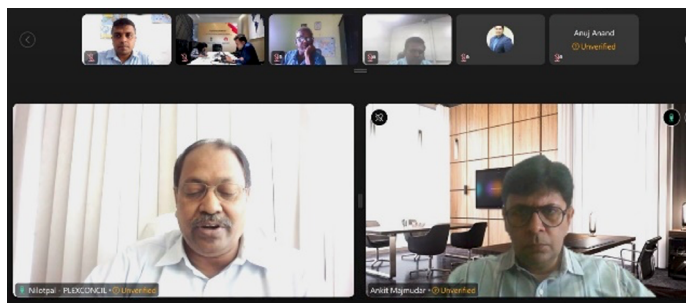 Anuj Anand
Unverified
Nilotpal - PLEXCONCIL • Unverified
Ankit Majmudar • Unverified